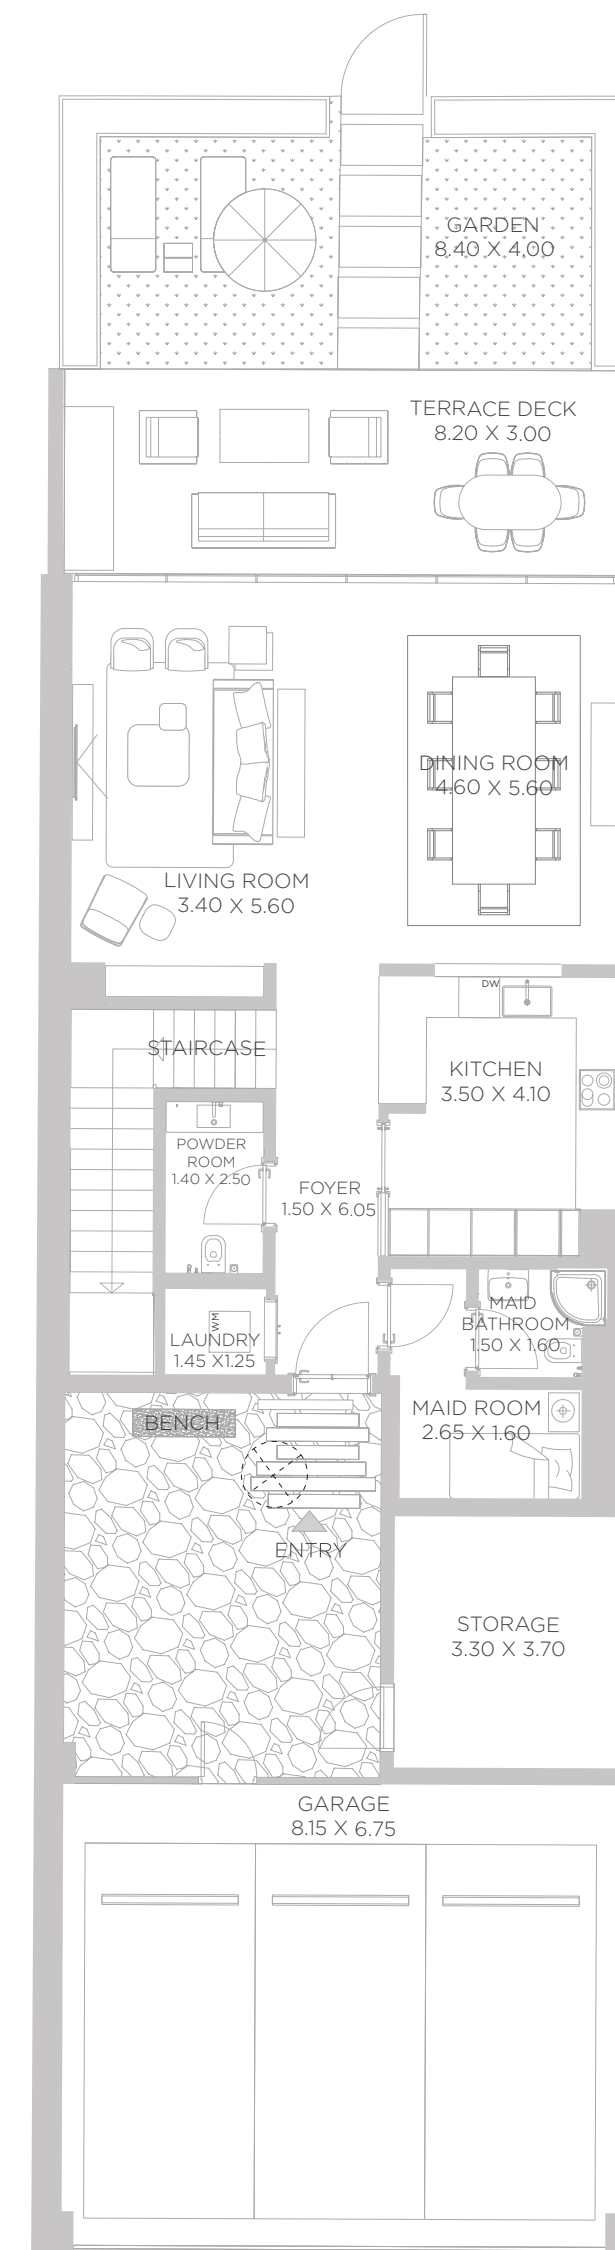 GARDEN
8.40 X 4.00
TERRACE DECK
8.20 X 3.00
DINING ROOM
4.60 X 5.60
LIVING ROOM
3.40 X 5.60
DW
STAIRCASE
KITCHEN
3.50 X 4.10
POWDER
ROOM
1.40 X 2.50
FOYER
1.50 X 6.05
WM
LAUNDRY
1.45 X1.25
MAID
BATHROOM
1.50 X 1.60
MAID ROOM
2.65 X 1.60
BENCH
ENTRY
STORAGE
3.30 X 3.70
GARAGE
8.15 X 6.75